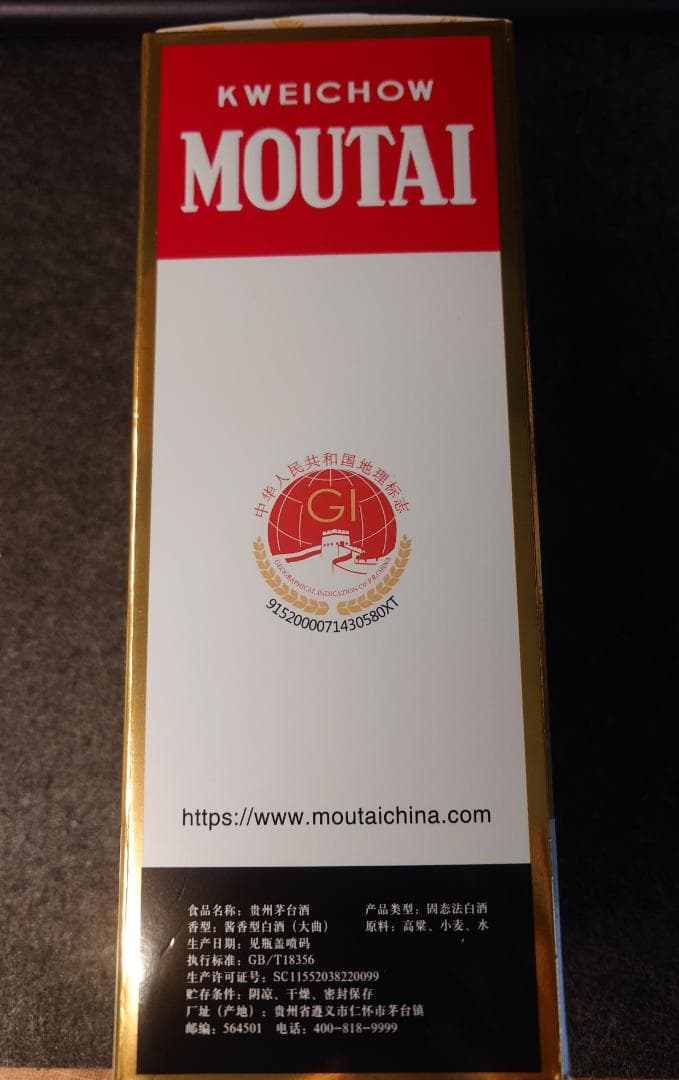 KWEICHOW
MOUTAI
中华人民共和国地理标志
GI
GEOGRAPHICAL INDICATION OF P.R.CHINA
9152000071430580XT
https://www.moutaichina.com
食品名称：贵州茅台酒 产品类型：固态法白酒
香型：酱香型白酒（大曲） 原料：高粱、小麦、水
生产日期：见瓶盖喷码
执行标准：GB/T18356
生产许可证号：SC11552038220099
贮存条件：阴凉、干燥、密封保存
厂址（产地）：贵州省遵义市仁怀市茅台镇
邮编：564501 电话：400-818-9999